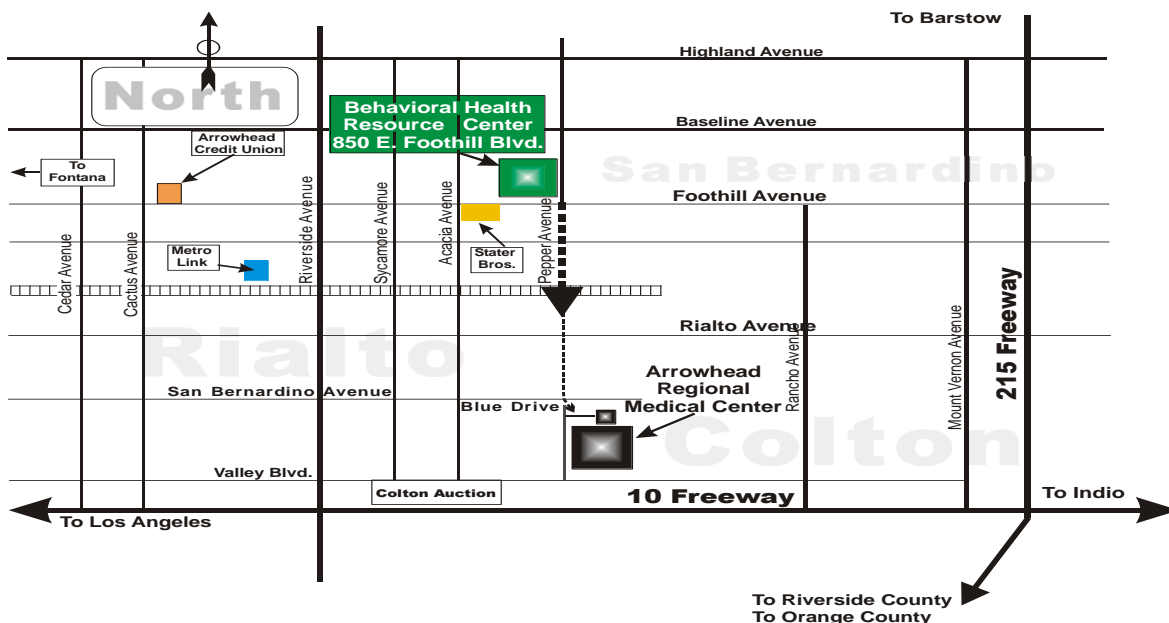 To Barstow
Highland Avenue
North
Behavioral Health
Resource Center
850 E. Foothill Blvd.
Baseline Avenue
Arrowhead
Credit Union
To
Fontana
San Bernardino
Foothill Avenue
Cedar Avenue
Cactus Avenue
Riverside Avenue
Sycamore Avenue
Acacia Avenue
Pepper Avenue
Metro
Link
Stater
Bros.
Rialto
Rialto Avenue
Rancho Avenue
Mount Vernon Avenue
215 Freeway
San Bernardino Avenue
Arrowhead
Regional
Medical Center
Blue Drive
Colton
Valley Blvd.
Colton Auction
10 Freeway
To Indio
To Los Angeles
To Riverside County
To Orange County